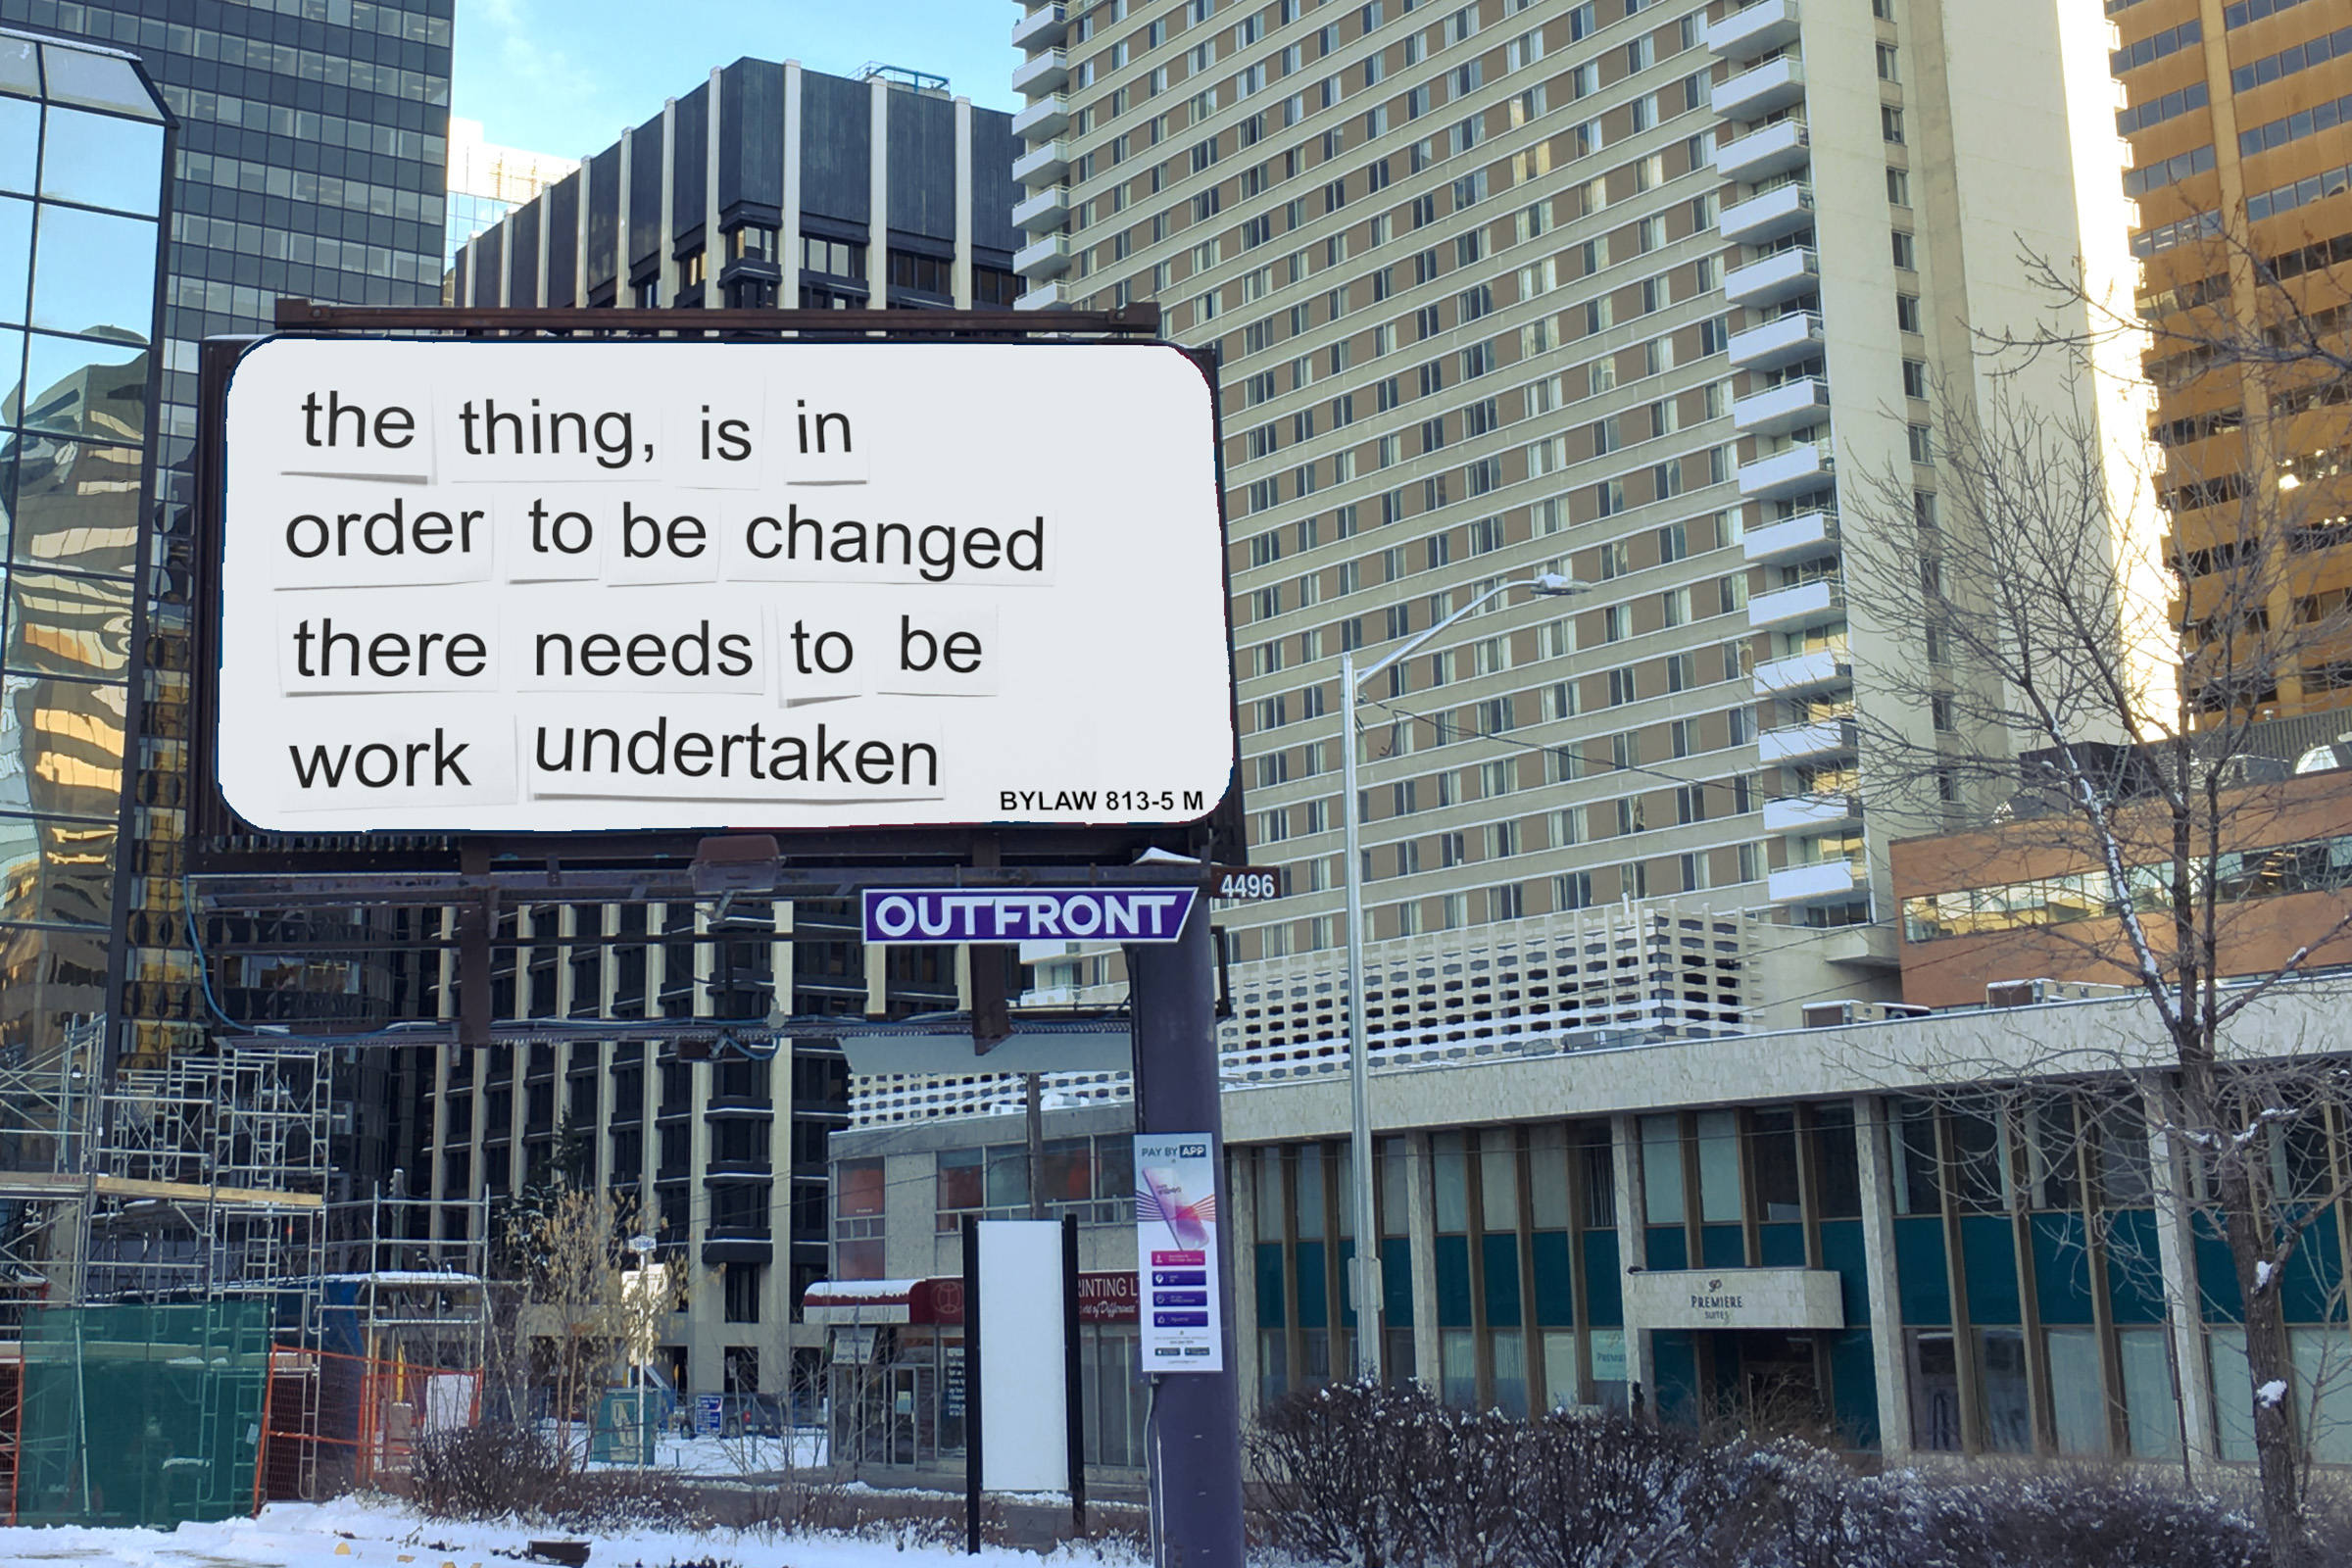 the thing, is in
order to be changed
there needs to be
work undertaken
BYLAW 813-5 M
4496
OUTFRONT
PAY BY APP
PREMIERE
SUITES